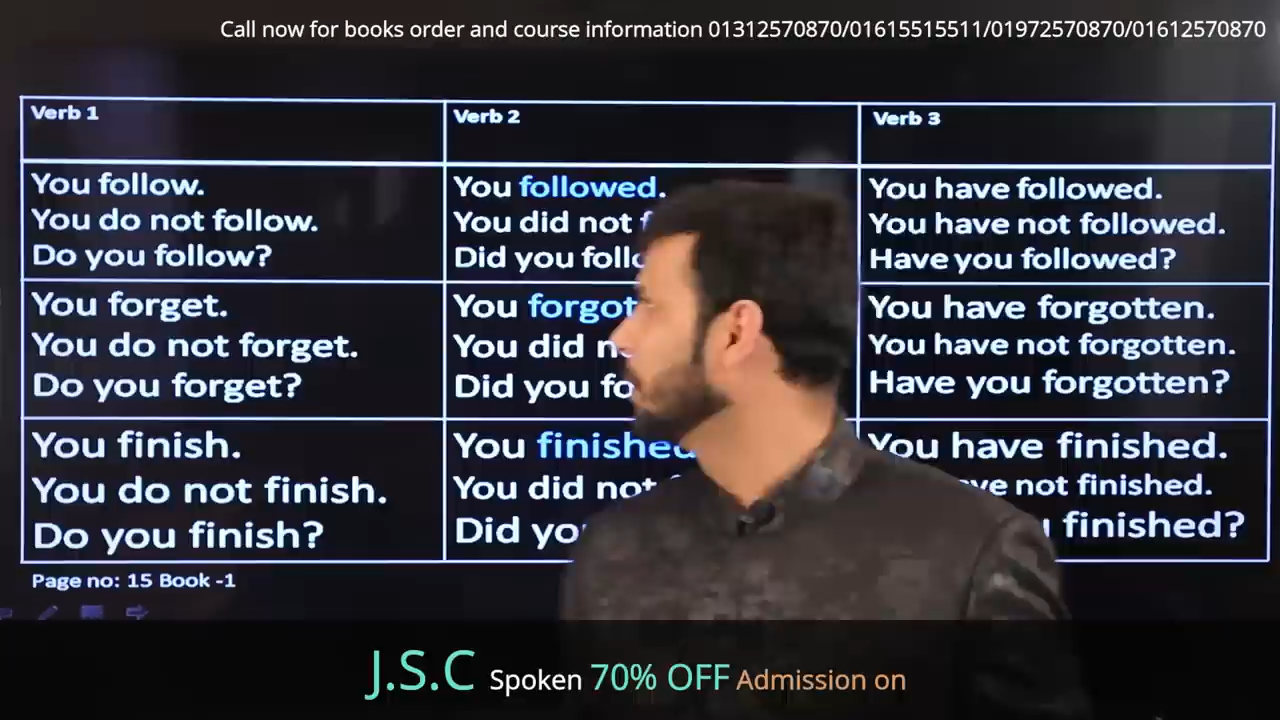 Call now for books order and course information 01312570870/01615515511/01972570870/01612570870
Verb 1
Verb 2
Verb 3
You follow.
You do not follow.
Do you follow?
You followed.
You did not
Did you
You have followed.
You have not followed.
Have you followed?
You forget.
You do not forget.
Do you forget?
You forgot
You did
Did you
You have forgotten.
You have not forgotten.
Have you forgotten?
You finish.
You do not finish.
Do you finish?
You finished
You did not
Did
You have finished.
not finished.
finished?
Page no: 15 Book -1
J.S.C Spoken 70% OFF Admission on